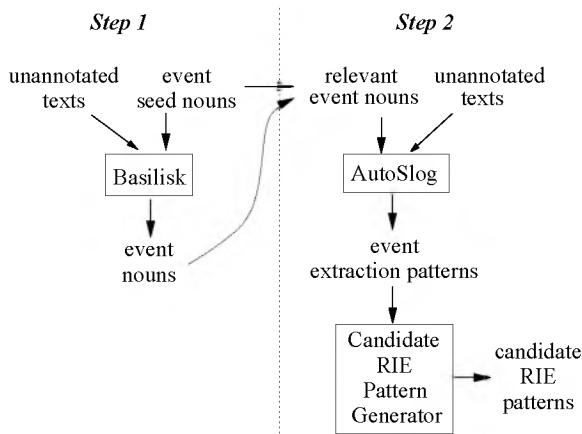 Step 1
unannotated
texts
event
seed nouns
Basilisk
event
nouns
Step 2
relevant
event nouns
unannotated
texts
AutoSlog
event
extraction patterns
Candidate
RIE
Pattern
Generator
candidate
RIE
patterns